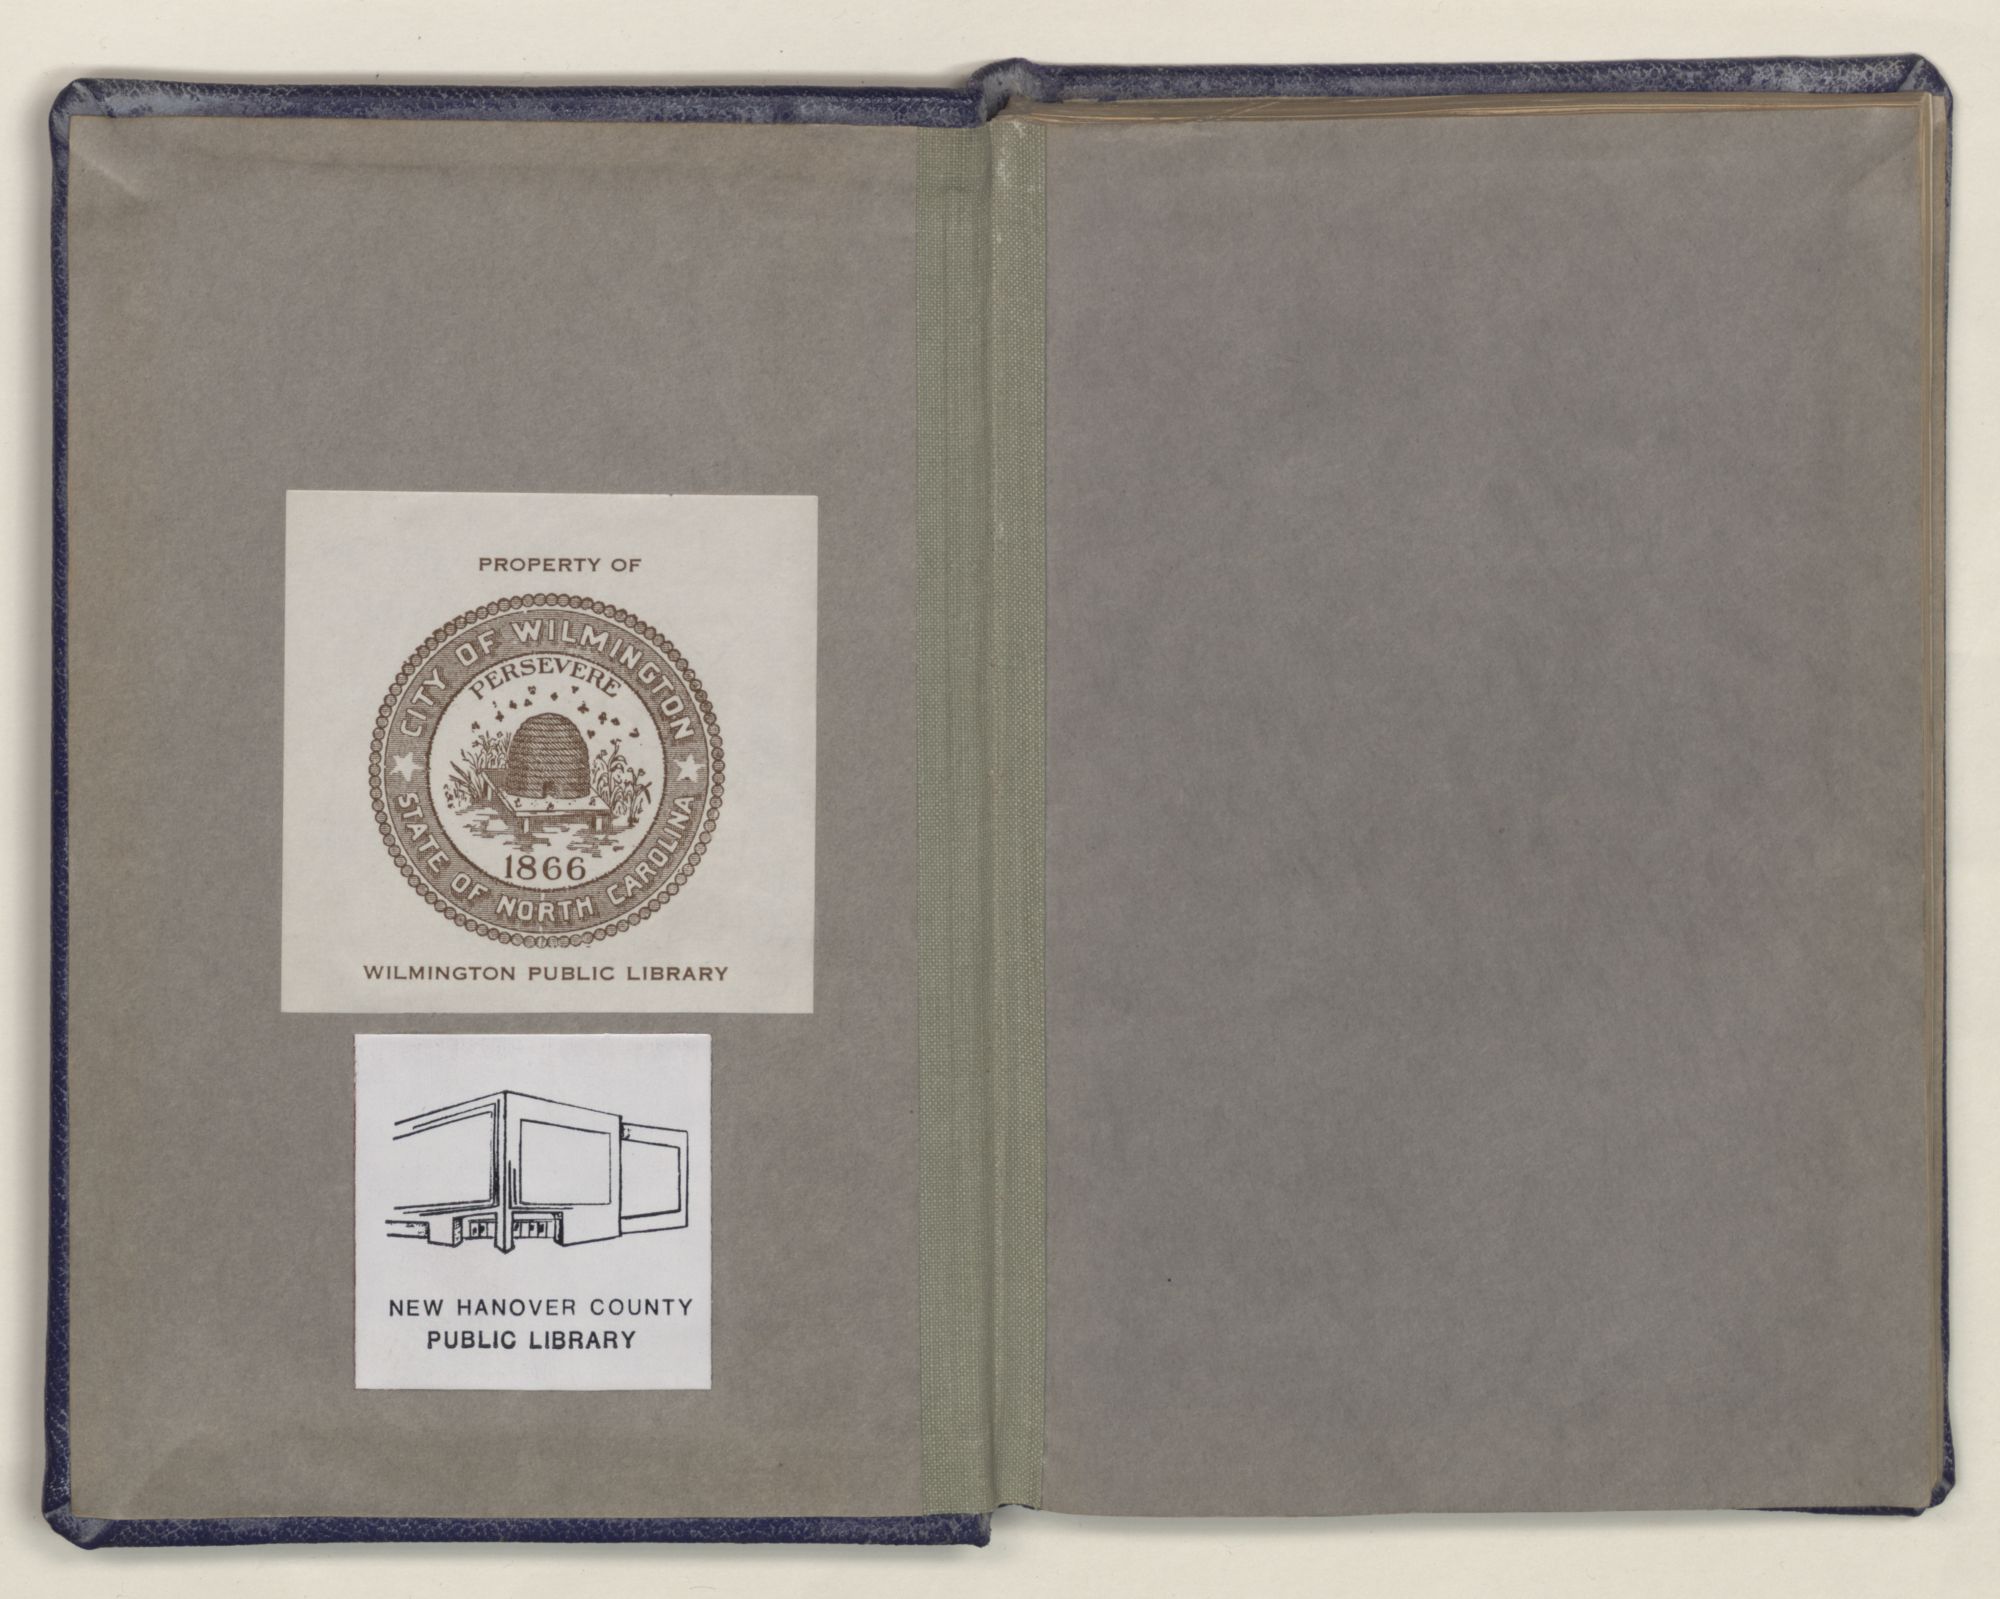 PROPERTY OF
CITY OF WILMINGTON
PERSEVERE
1866
STATE OF NORTH CAROLINA
WILMINGTON PUBLIC LIBRARY
NEW HANOVER COUNTY
PUBLIC LIBRARY